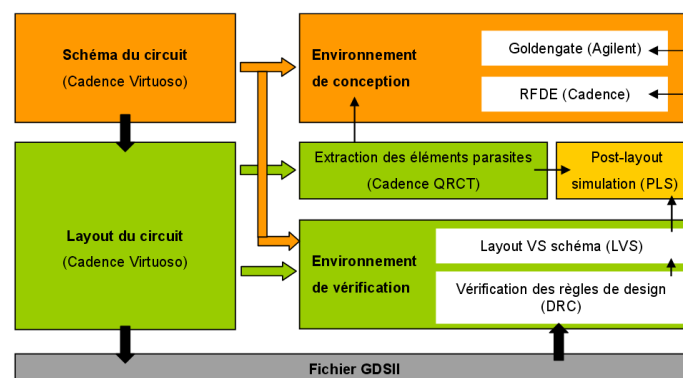 Schéma du circuit
(Cadence Virtuoso)
Environnement
de conception
Goldengate (Agilent)
RFDE (Cadence)
Extraction des éléments parasites
(Cadence QRCT)
Post-layout
simulation (PLS)
Layout du circuit
(Cadence Virtuoso)
Environnement
de vérification
Layout VS schéma (LVS)
Vérification des règles de design
(DRC)
Fichier GDSII